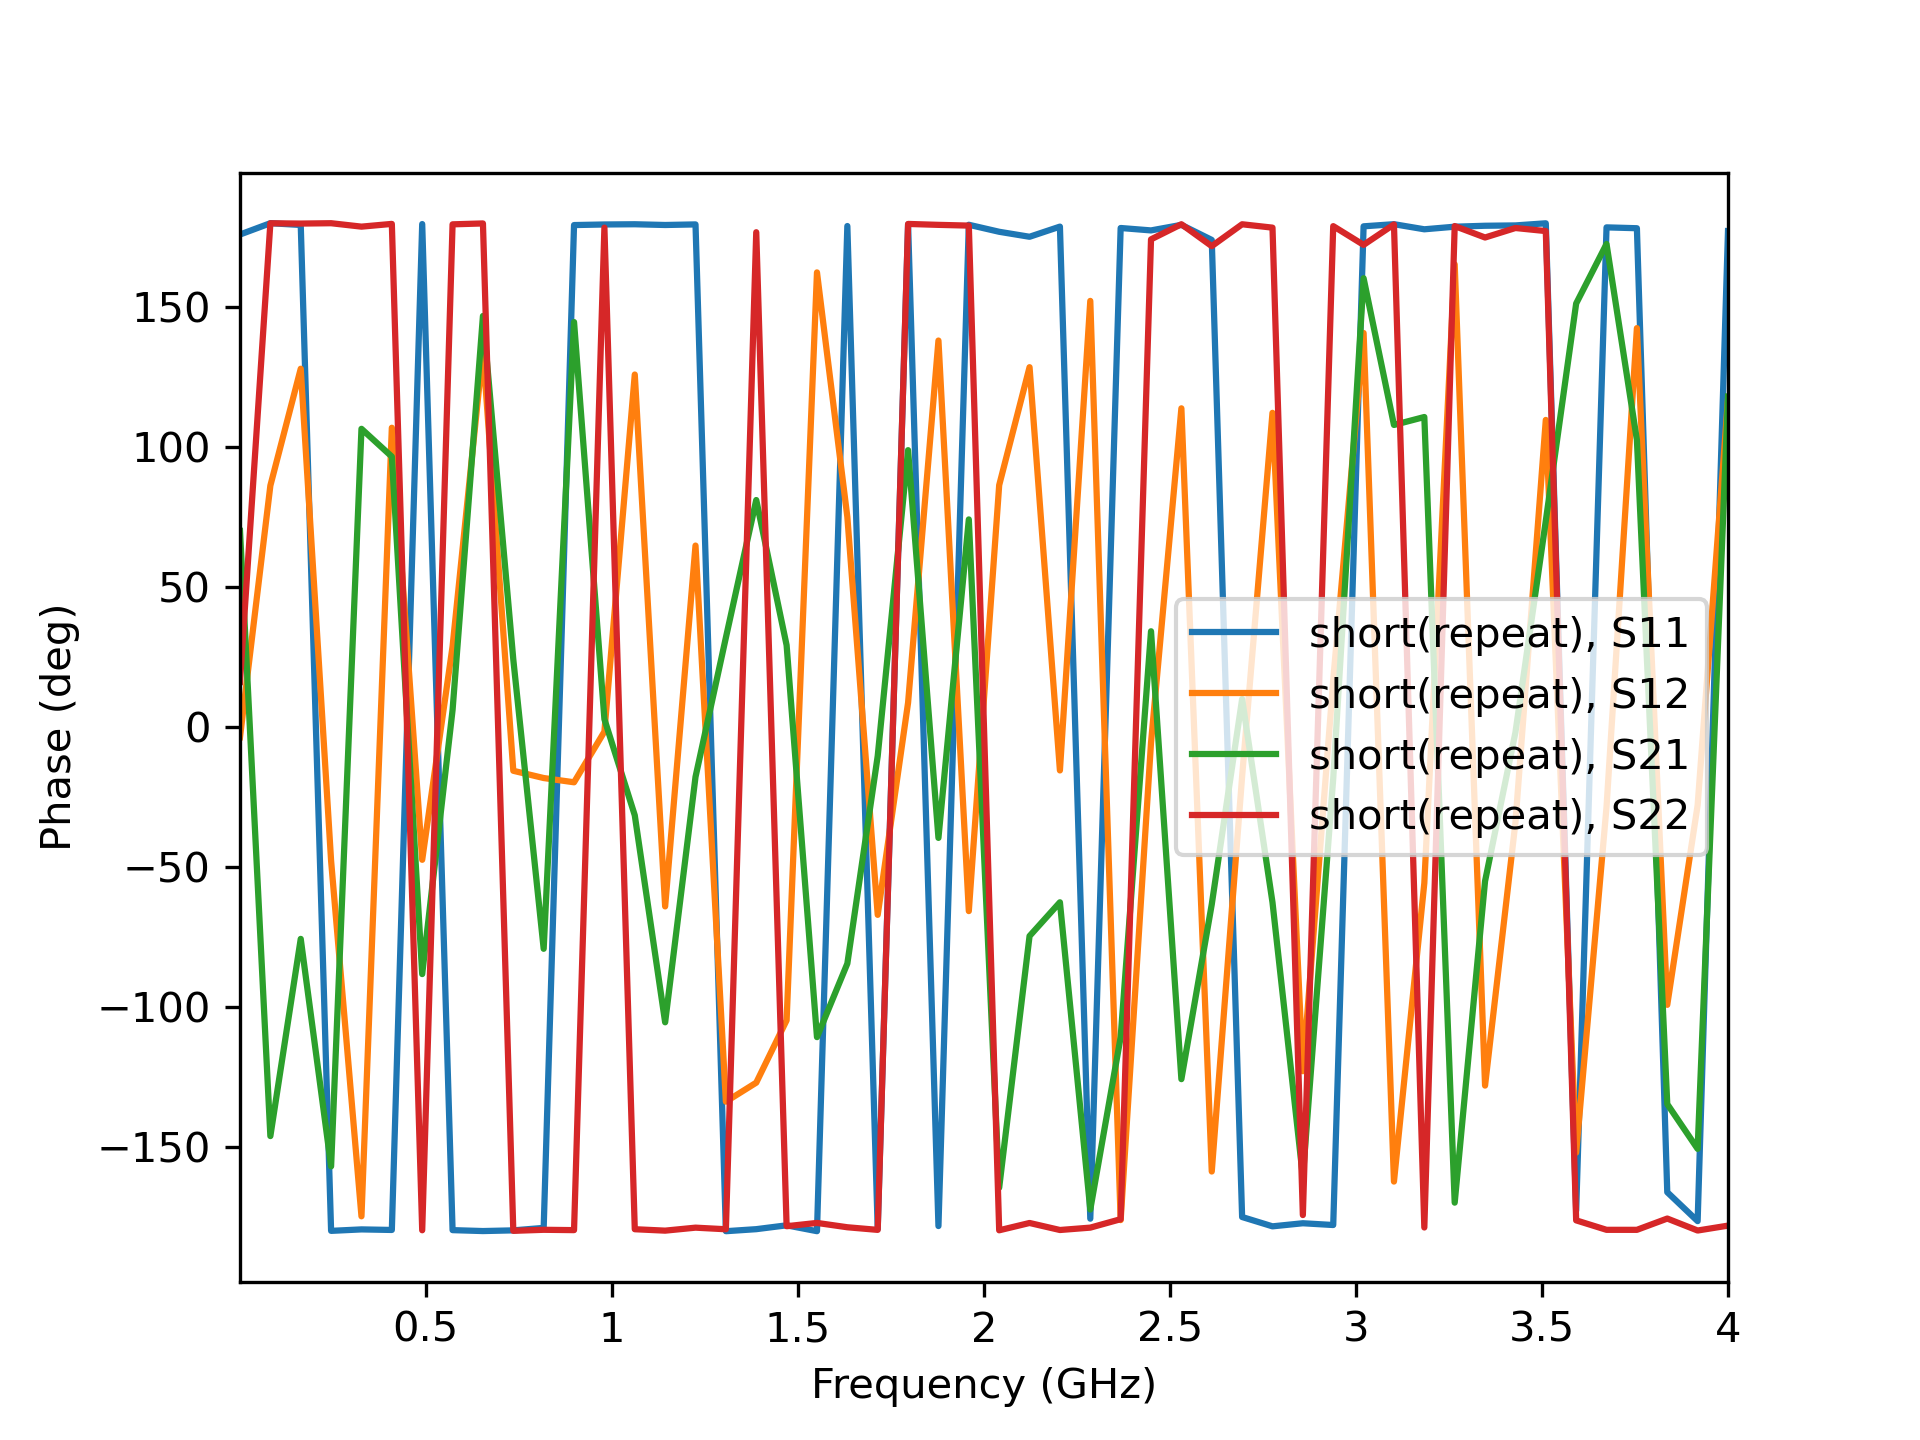 150
100
50
0
−50
−100
−150
Phase (deg)
short(repeat), S11
short(repeat), S12
short(repeat), S21
short(repeat), S22
0.5 1 1.5 2 2.5 3 3.5 4
Frequency (GHz)